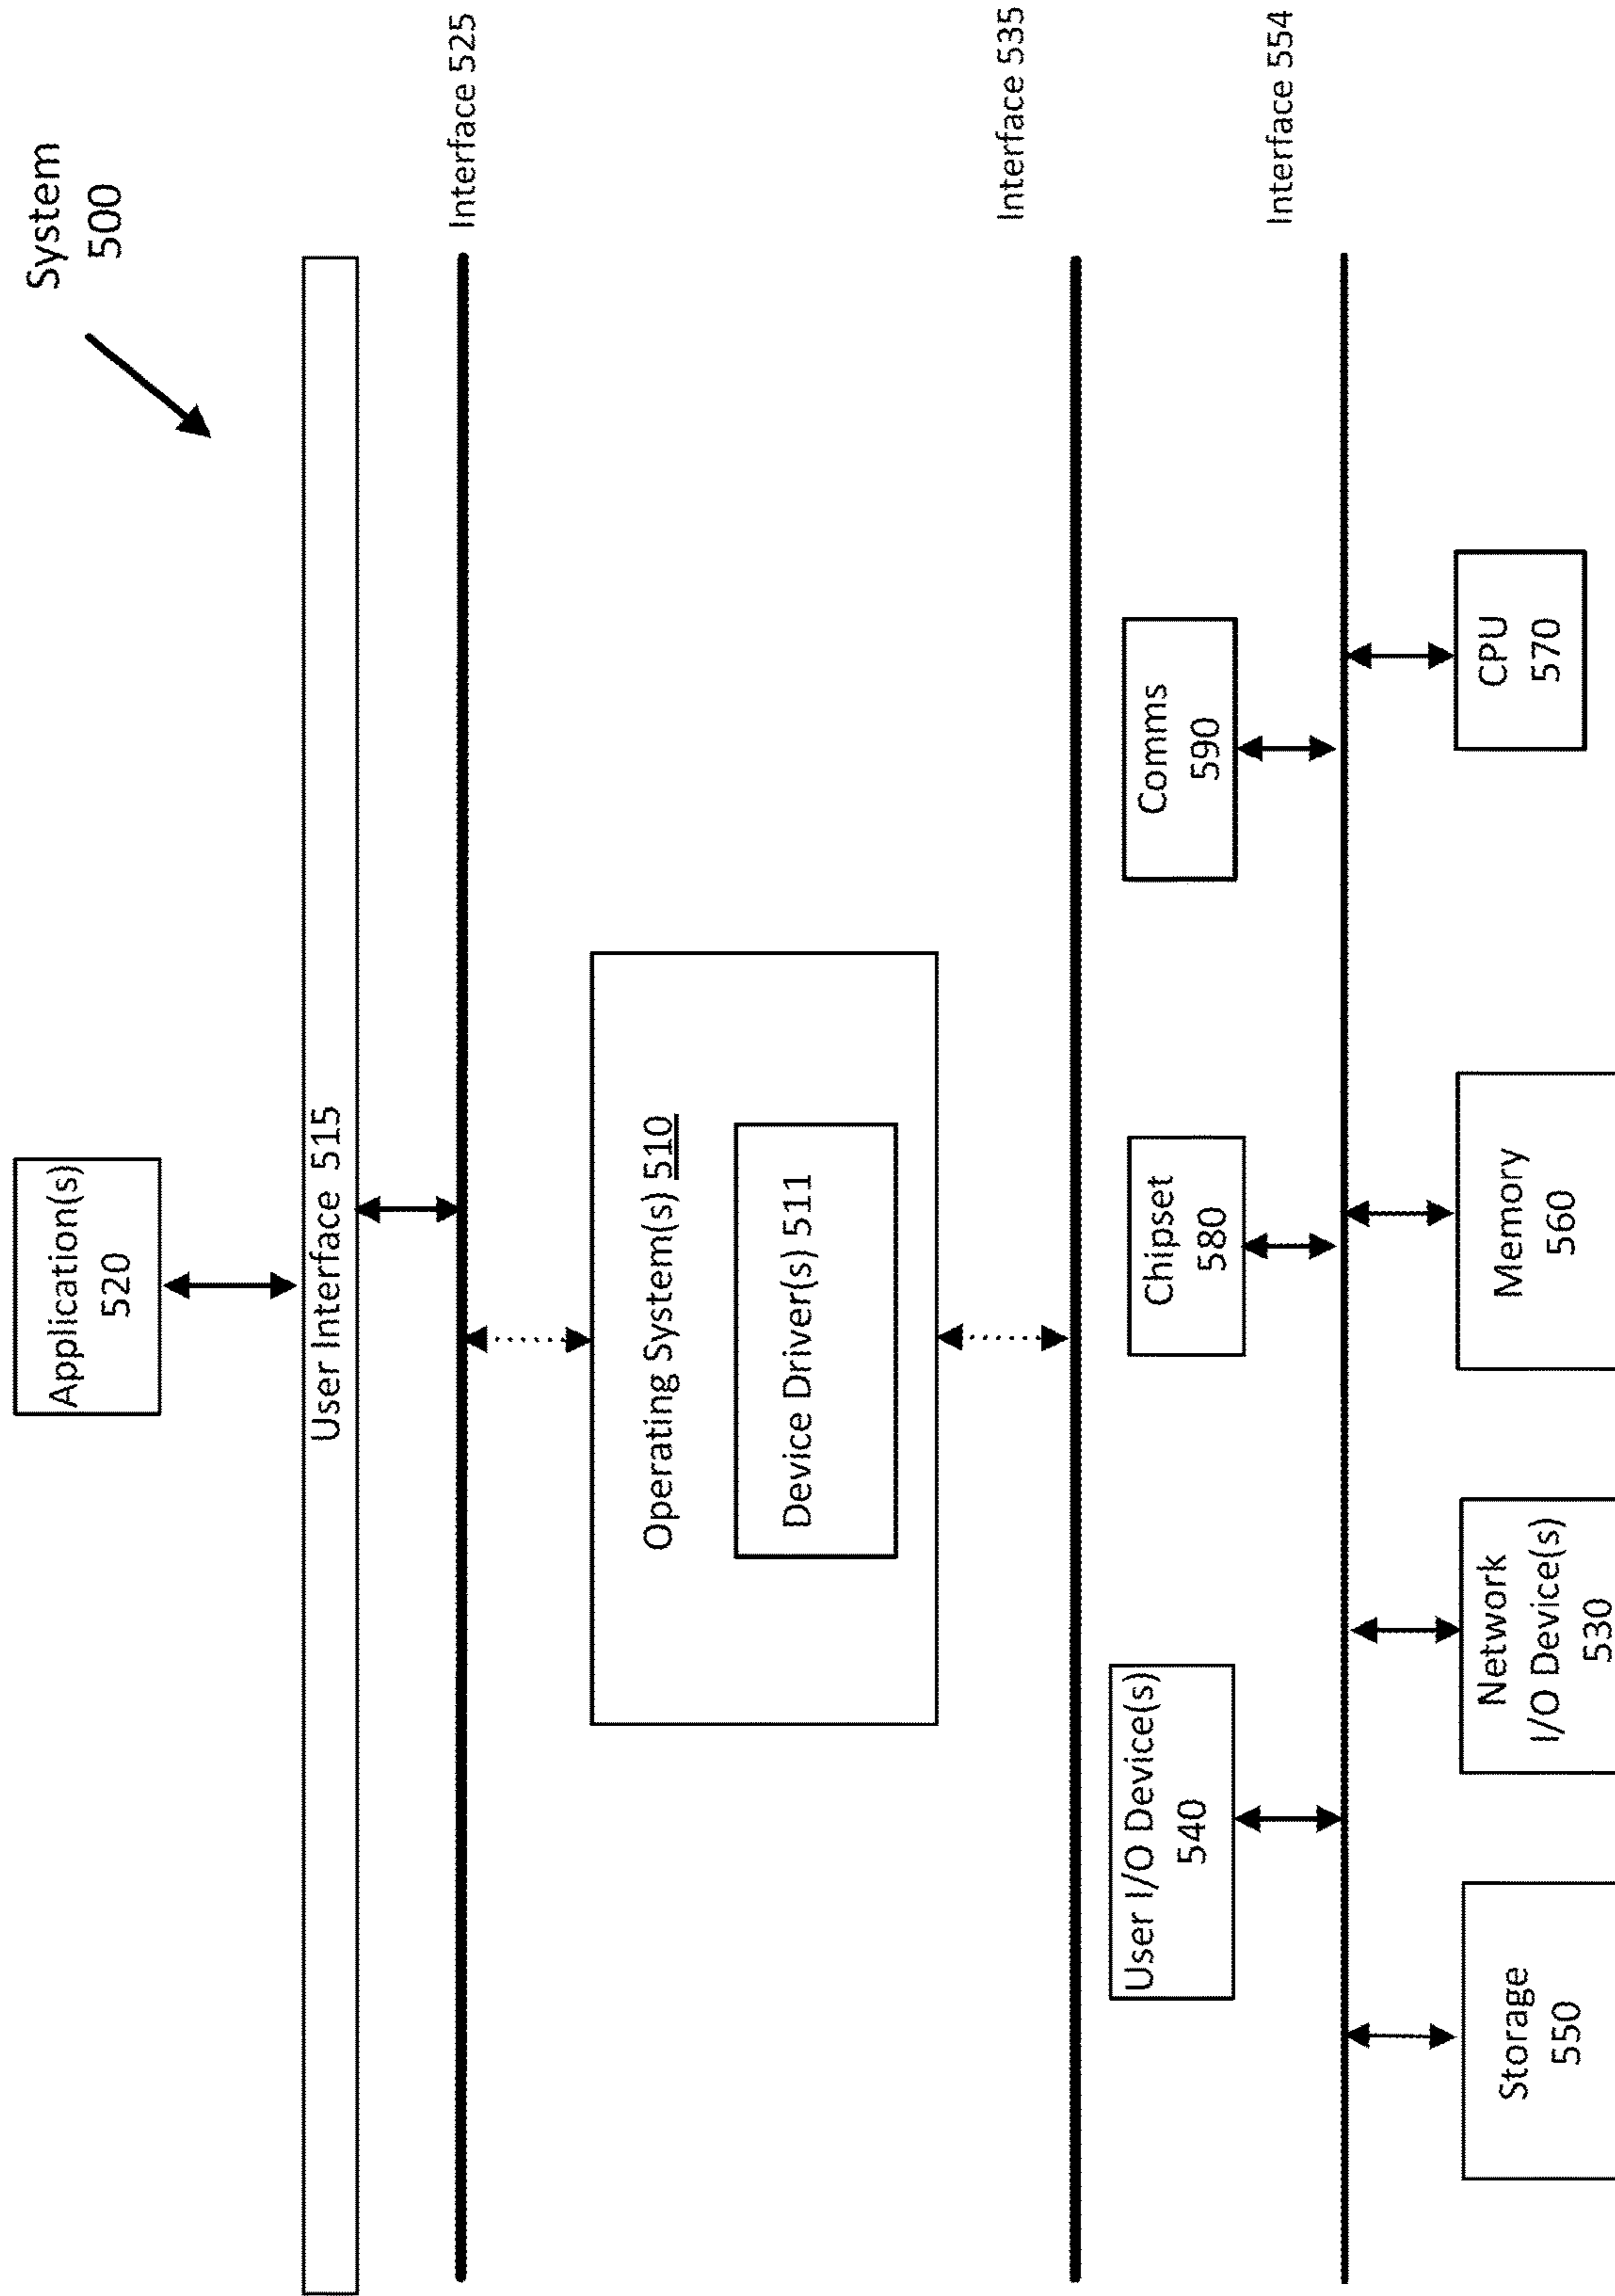 System
500
Application(s)
520
User Interface 515
Interface 525
Operating System(s) 510
Device Driver(s) 511
Interface 535
User I/O Device(s)
540
Chipset
580
Comms
590
Interface 554
Storage
550
Network
I/O Device(s)
530
Memory
560
CPU
570